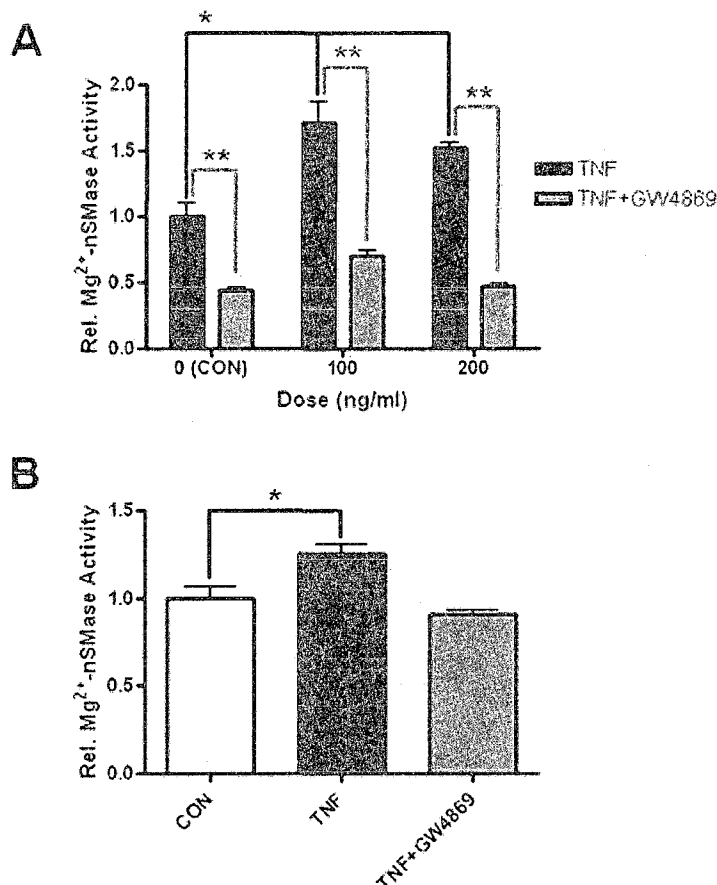 A
*
**
**
**
2.0
1.5
1.0
0.5
0.0
Rel. Mg²⁺-nSMase Activity
TNF
TNF+GW4869
0 (CON)
100
200
Dose (ng/ml)
B
*
1.5
1.0
0.5
0.0
Rel. Mg²⁺-nSMase Activity
CON
TNF
TNF+GW4869